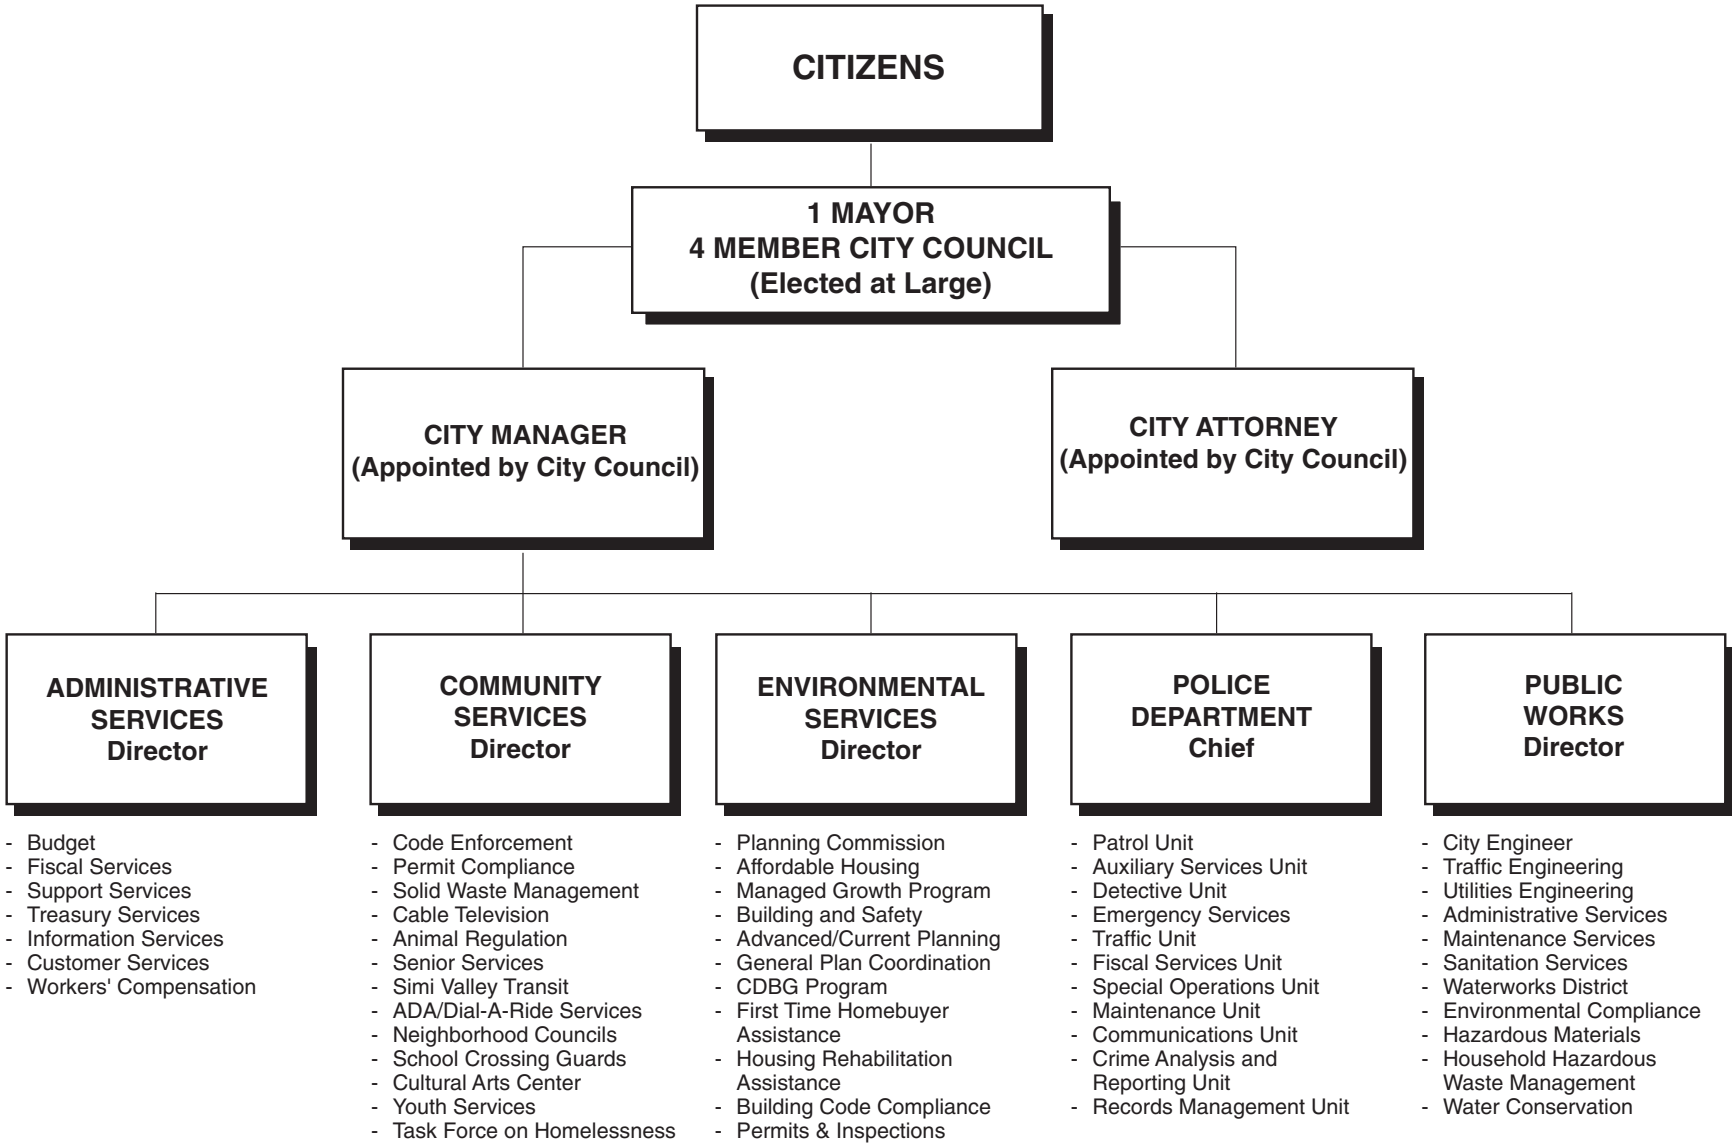 CITIZENS
1 MAYOR
4 MEMBER CITY COUNCIL
(Elected at Large)
CITY MANAGER
(Appointed by City Council)
CITY ATTORNEY
(Appointed by City Council)
ADMINISTRATIVE
SERVICES
Director
- Budget
- Fiscal Services
- Support Services
- Treasury Services
- Information Services
- Customer Services
- Workers' Compensation
COMMUNITY
SERVICES
Director
- Code Enforcement
- Permit Compliance
- Solid Waste Management
- Cable Television
- Animal Regulation
- Senior Services
- Simi Valley Transit
- ADA/Dial-A-Ride Services
- Neighborhood Councils
- School Crossing Guards
- Cultural Arts Center
- Youth Services
- Task Force on Homelessness
ENVIRONMENTAL
SERVICES
Director
- Planning Commission
- Affordable Housing
- Managed Growth Program
- Building and Safety
- Advanced/Current Planning
- General Plan Coordination
- CDBG Program
- First Time Homebuyer
Assistance
- Housing Rehabilitation
Assistance
- Building Code Compliance
- Permits & Inspections
POLICE
DEPARTMENT
Chief
- Patrol Unit
- Auxiliary Services Unit
- Detective Unit
- Emergency Services
- Traffic Unit
- Fiscal Services Unit
- Special Operations Unit
- Maintenance Unit
- Communications Unit
- Crime Analysis and
Reporting Unit
- Records Management Unit
PUBLIC
WORKS
Director
- City Engineer
- Traffic Engineering
- Utilities Engineering
- Administrative Services
- Maintenance Services
- Sanitation Services
- Waterworks District
- Environmental Compliance
- Hazardous Materials
- Household Hazardous
Waste Management
- Water Conservation